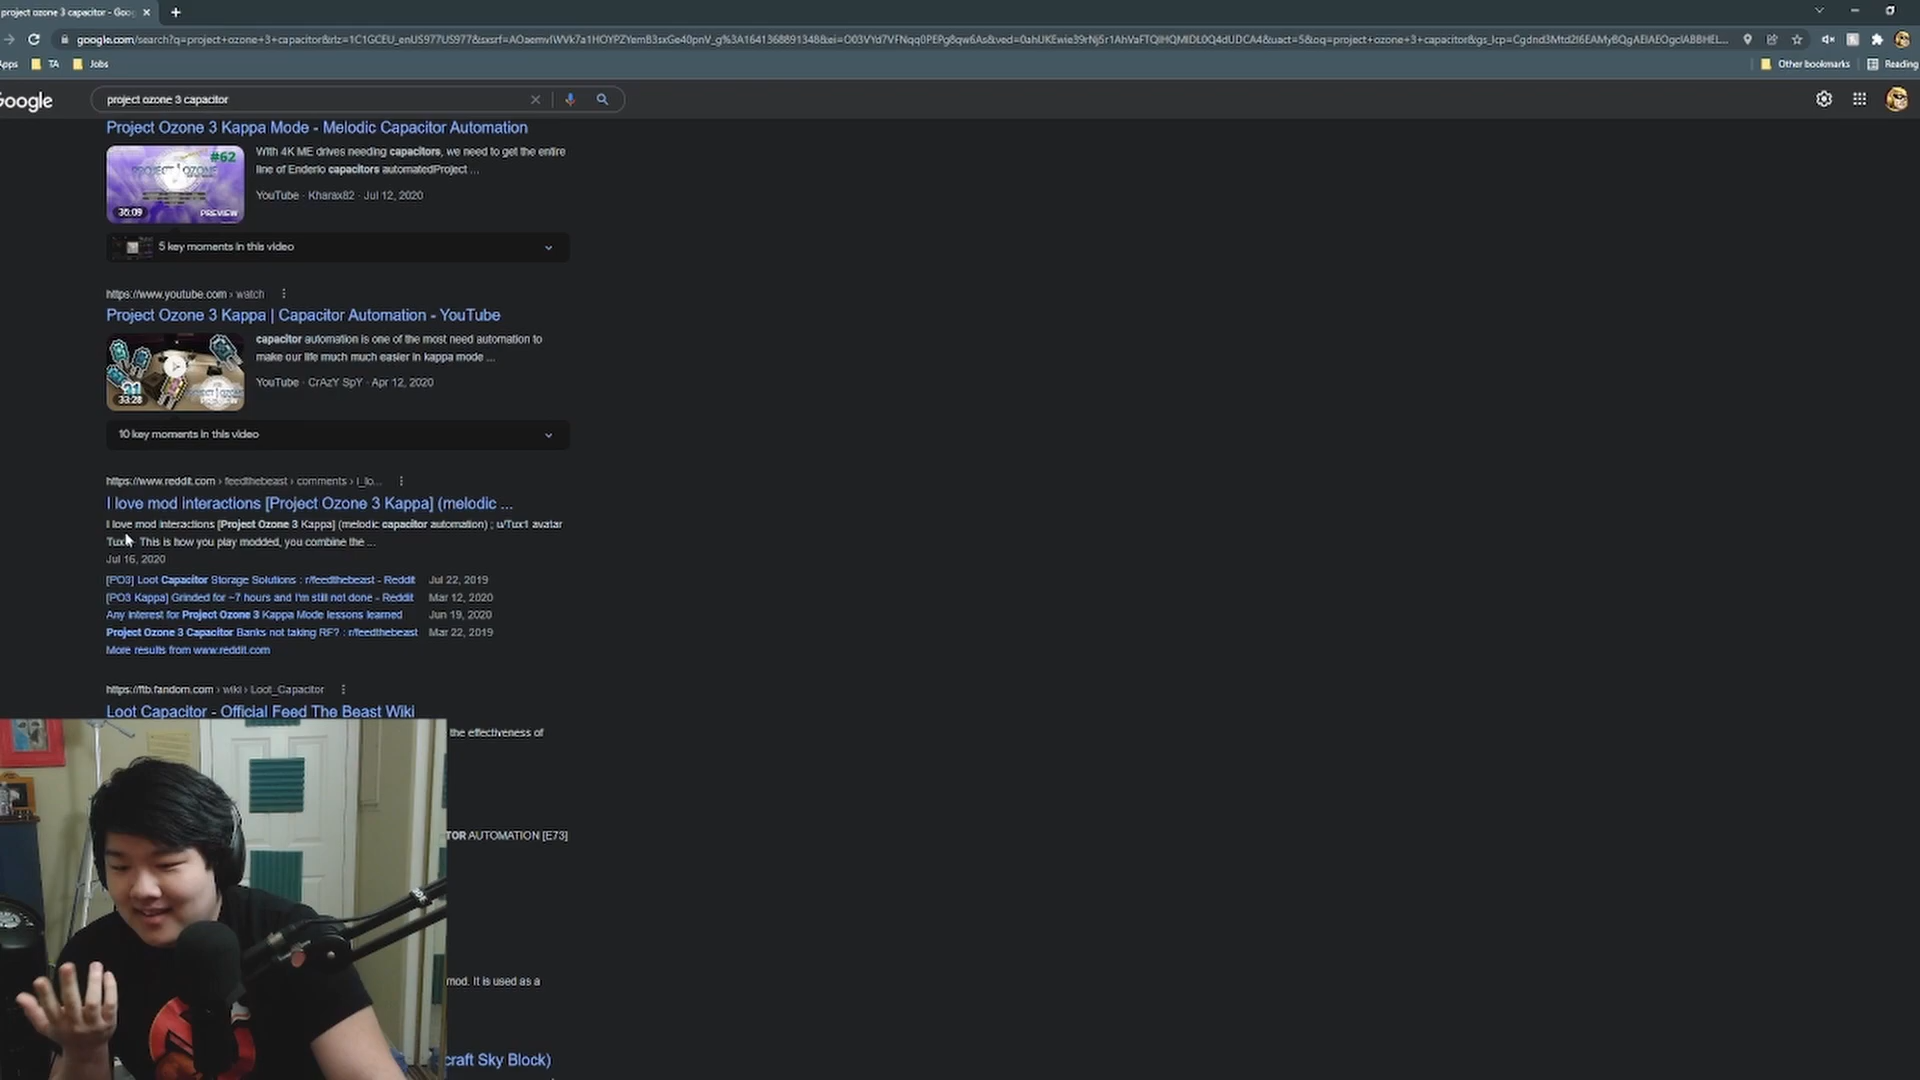 project ozone 3 capacitor - Goo
Apps
TA
Jobs
Other bookmarks
Reading
Google
project ozone 3 capacitor
Project Ozone 3 Kappa Mode - Melodic Capacitor Automation
With 4K ME drives needing capacitors, we need to get the entire
line of Enderio capacitors automatedProject ...
#62
YouTube · Kharax82 · Jul 12, 2020
36:09
PREVIEW
5 key moments in this video
https://www.youtube.com › watch
Project Ozone 3 Kappa | Capacitor Automation - YouTube
capacitor automation is one of the most need automation to
make our life much much easier in kappa mode ...
YouTube · CrAzY SpY · Apr 12, 2020
31
33:28
PREVIEW
10 key moments in this video
https://www.reddit.com › feedthebeast › comments › I_lo...
I love mod interactions [Project Ozone 3 Kappa] (melodic ...
I love mod interactions [Project Ozone 3 Kappa] (melodic capacitor automation) ; u/Tux1 avatar
Tux This is how you play modded, you combine the ...
Jul 16, 2020
[PO3] Loot Capacitor Storage Solutions : r/feedthebeast - Reddit Jul 22, 2019
[PO3 Kappa] Grinded for ~7 hours and I'm still not done - Reddit Mar 12, 2020
Any interest for Project Ozone 3 Kappa Mode lessons learned Jun 19, 2020
Project Ozone 3 Capacitor Banks not taking RF? : r/feedthebeast Mar 22, 2019
More results from www.reddit.com
https://ftb.fandom.com › wiki › Loot_Capacitor
Loot Capacitor - Official Feed The Beast Wiki
the effectiveness of
TOR AUTOMATION [E73]
mod. It is used as a
craft Sky Block)